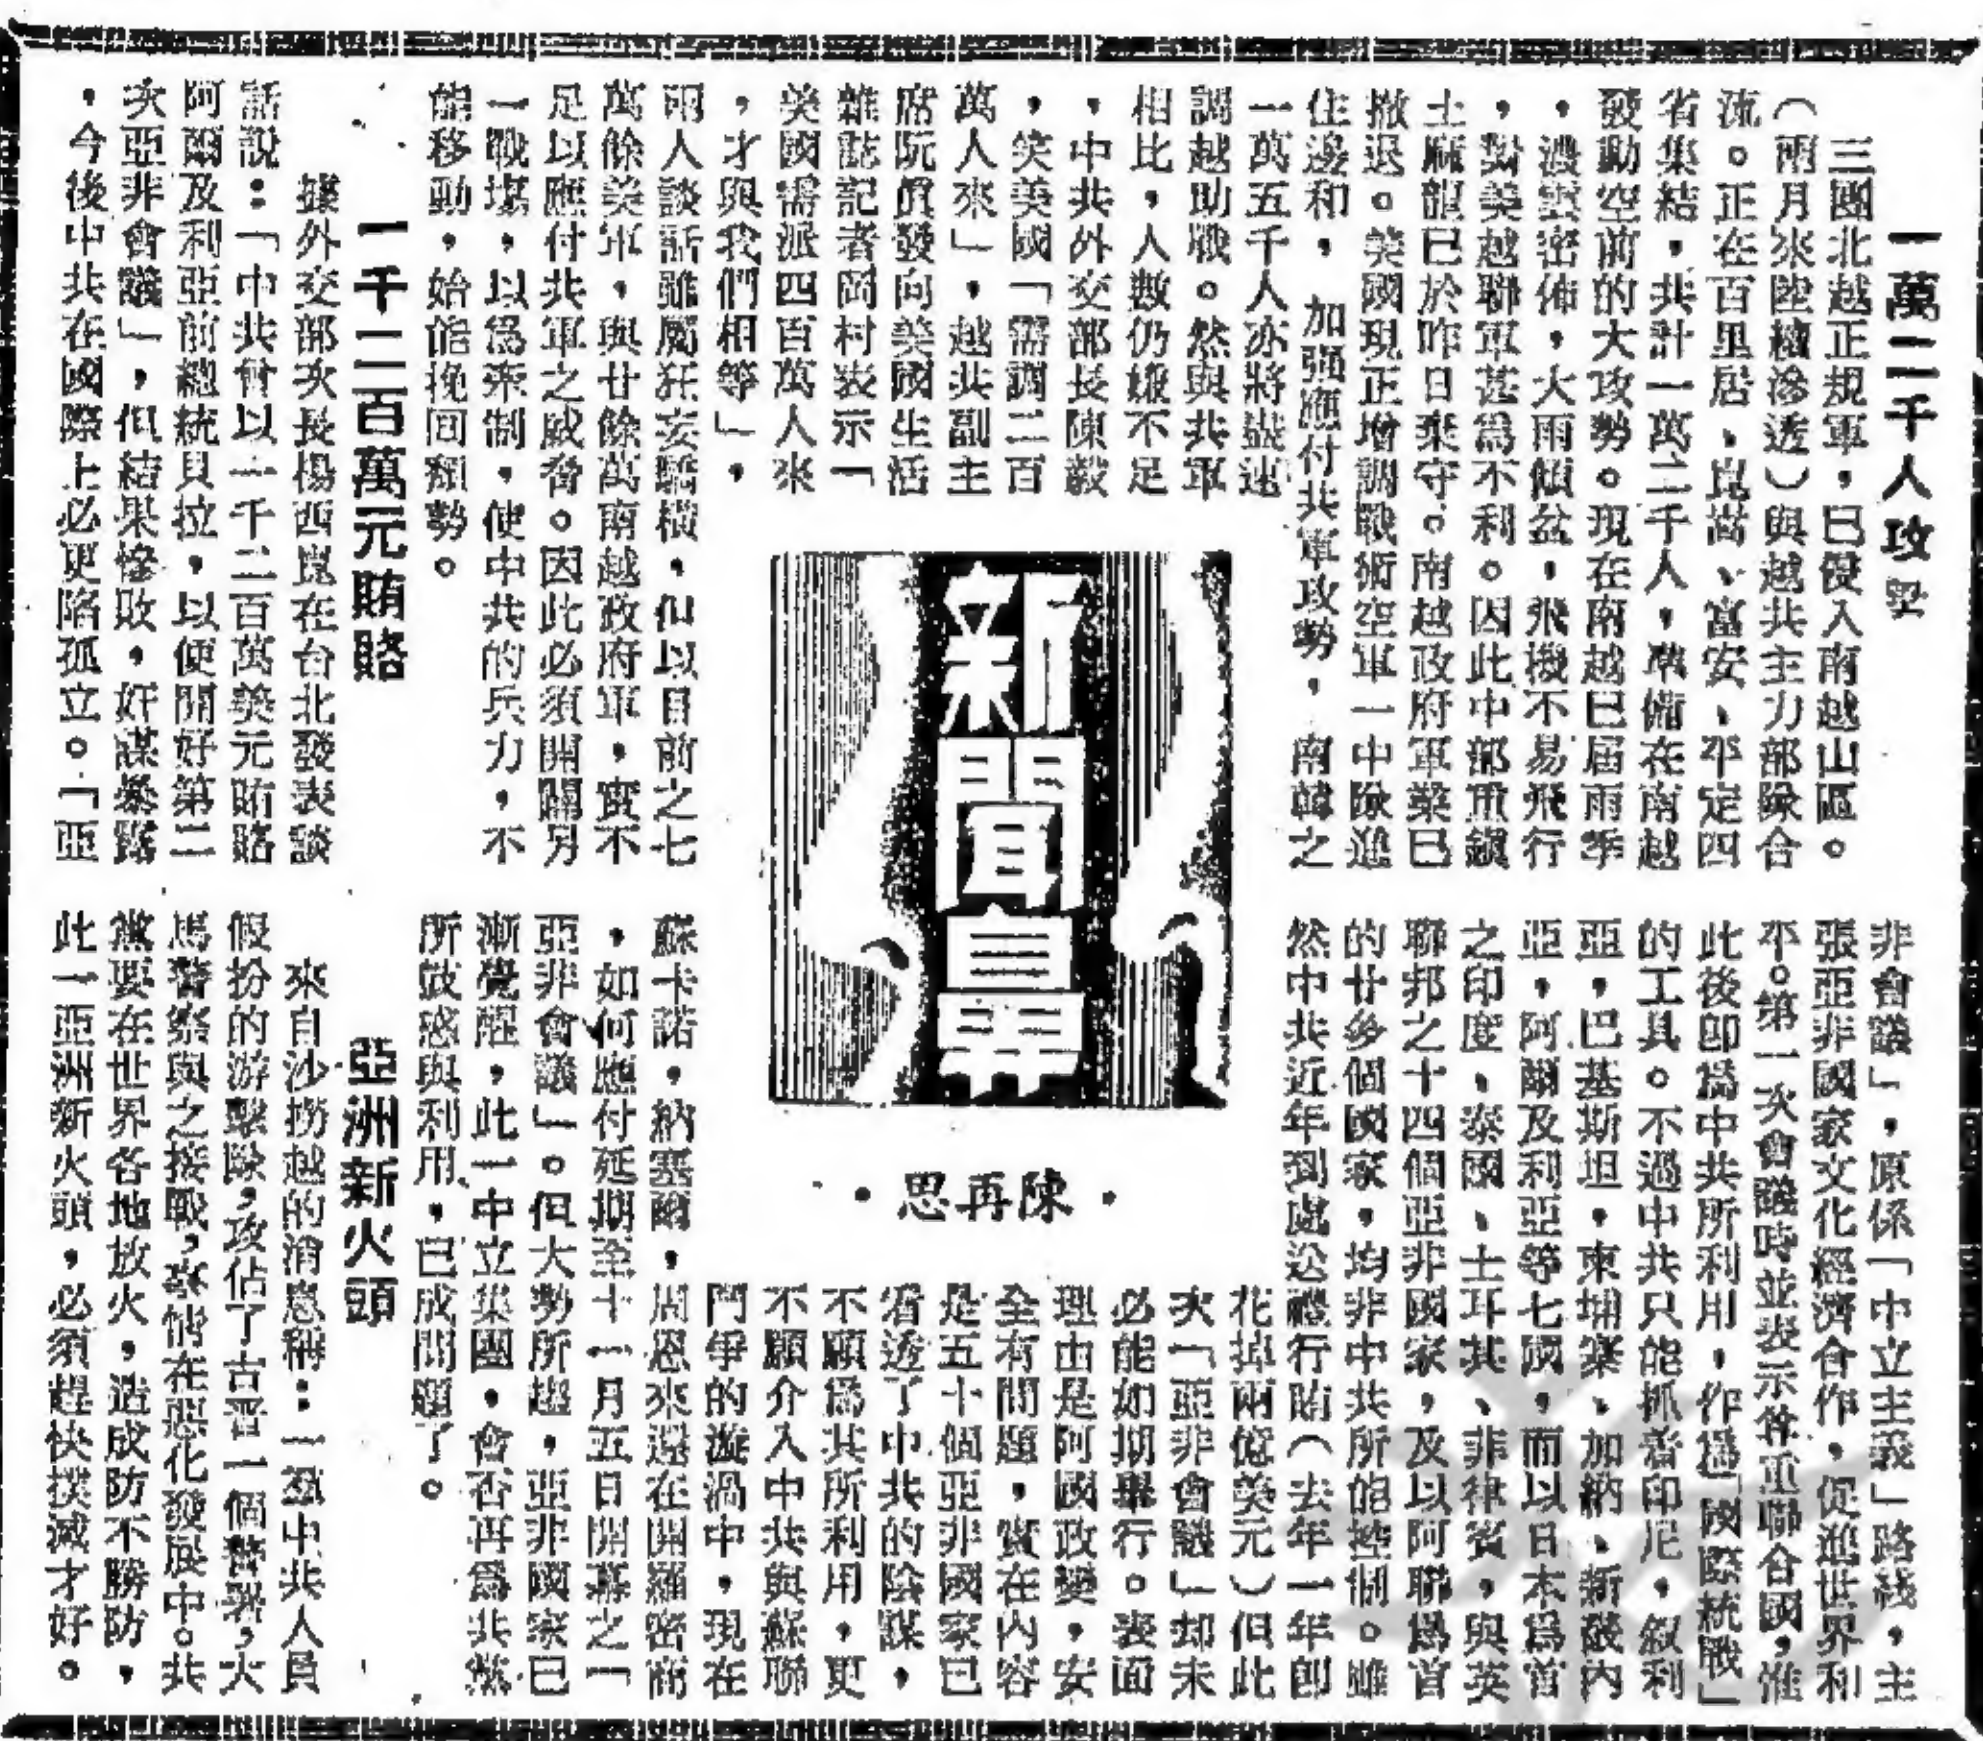 一萬二千人攻堅
三團北越正規軍，已侵入南越山區。
（兩月來陸續滲透）與越共主力部隊合
流。正在百里居、崑嵩、富安、平定四
省集結，共計一萬二千人，準備在南越
發動空前的大攻勢。現在南越已屆雨季
，濃雲密佈，大雨傾盆，飛機不易飛行
，對美越聯軍甚為不利。因此中部重鎮
土麻龍已於昨日棄守。南越政府軍業已
撤退。美國現正增調戰術空軍一中隊進
住邊和，加强應付共軍攻勢，南韓之
一萬五千人亦將儘速
調越助戰。然與共軍
相比，人數仍嫌不足
，中共外交部長陳毅
，笑美國「需調二百
萬人來」，越共副主
席阮真發向美國生活
雜誌記者岡村表示「
美國需派四百萬人來
，才與我們相等」，
兩人談話雖屬狂妄驕橫，但以目前之七
萬餘美軍，與廿餘萬南越政府軍，實不
足以應付共軍之威脅。因此必須開闢另
一戰場，以為牽制，使中共的兵力，不
能移動，始能挽回頹勢。
一千二百萬元賄賂
據外交部次長楊西崑在台北發表談
話說：「中共曾以一千二百萬美元賄賂
阿爾及利亞前總統貝拉，以便開好第二
次亞非會議」，但結果慘敗，奸謀暴露
，今後中共在國際上必更陷孤立。「亞
新聞皇羿
·陳再思·
非會議」，原係「中立主義」路綫，主
張亞非國家文化經濟合作，促進世界和
平。第一次會議時並表示尊重聯合國，惟
此後卽為中共所利用，作為「國際統戰」
的工具。不過中共只能抓着印尼，敘利
亞，巴基斯坦，柬埔寨、加納、新畿內
亞，阿爾及利亞等七國，而以日本為首
之印度、泰國、土耳其、非律賓，與英
聯邦之十四個亞非國家，及以阿聯為首
的廿多個國家，均非中共所能控制。雖
然中共近年到處送禮行賄（去年一年卽
花掉兩億美元）但此
次「亞非會議」却未
必能如期舉行。表面
理由是阿國政變，安
全有問題，實在內容
是五十個亞非國家已
看透了中共的陰謀，
不願為其所利用，更
不願介入中共與蘇聯
鬥爭的漩渦中，現在
蘇卡諾，納塞爾，周恩來還在開羅密商
，如何應付延期至十一月五日開幕之「
亞非會議」。但大勢所趨，亞非國家已
漸覺醒，此一中立集團，會否再為共黨
所鼓惑與利用，已成問題了。
亞洲新火頭
來自沙撈越的消息稱：一羣中共人員
假扮的游擊隊，攻佔了古晋一個警署，大
馬警察與之接戰，事情在惡化發展中。共
黨要在世界各地放火，造成防不勝防，
此一亞洲新火頭，必須趕快撲滅才好。